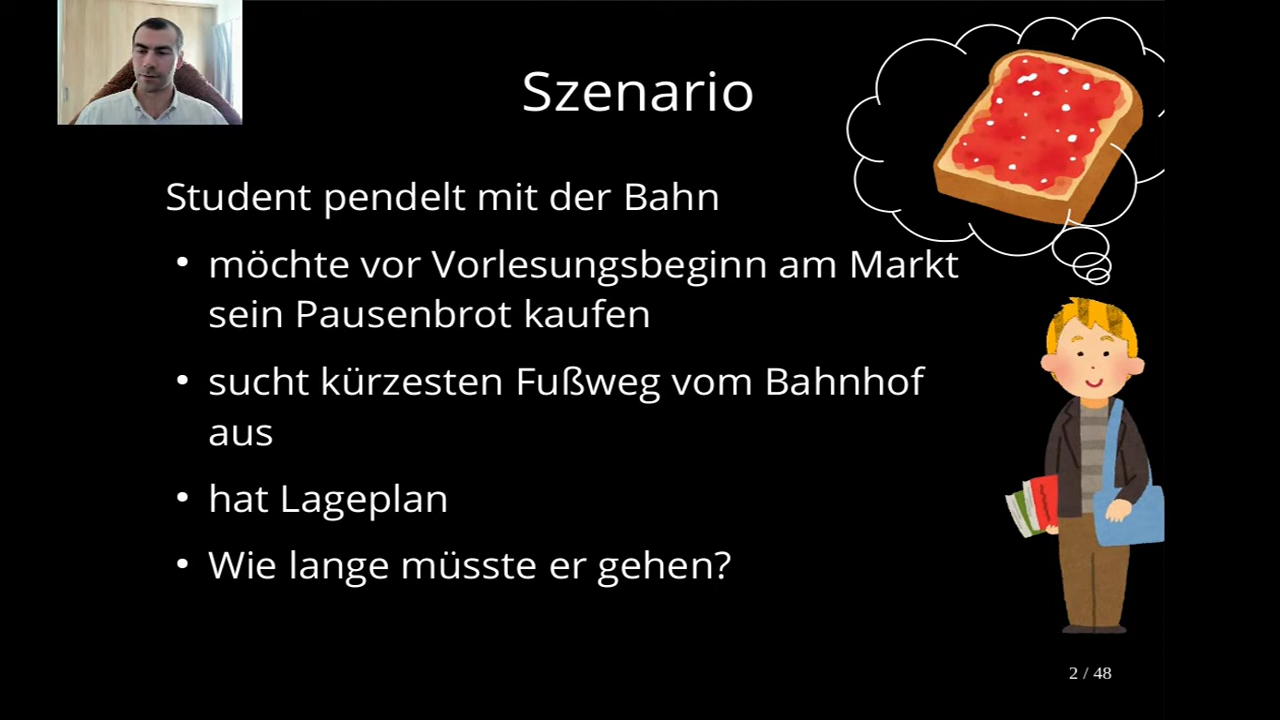 Szenario
Student pendelt mit der Bahn
• möchte vor Vorlesungsbeginn am Markt
sein Pausenbrot kaufen
• sucht kürzesten Fußweg vom Bahnhof
aus
• hat Lageplan
• Wie lange müsste er gehen?
2 / 48